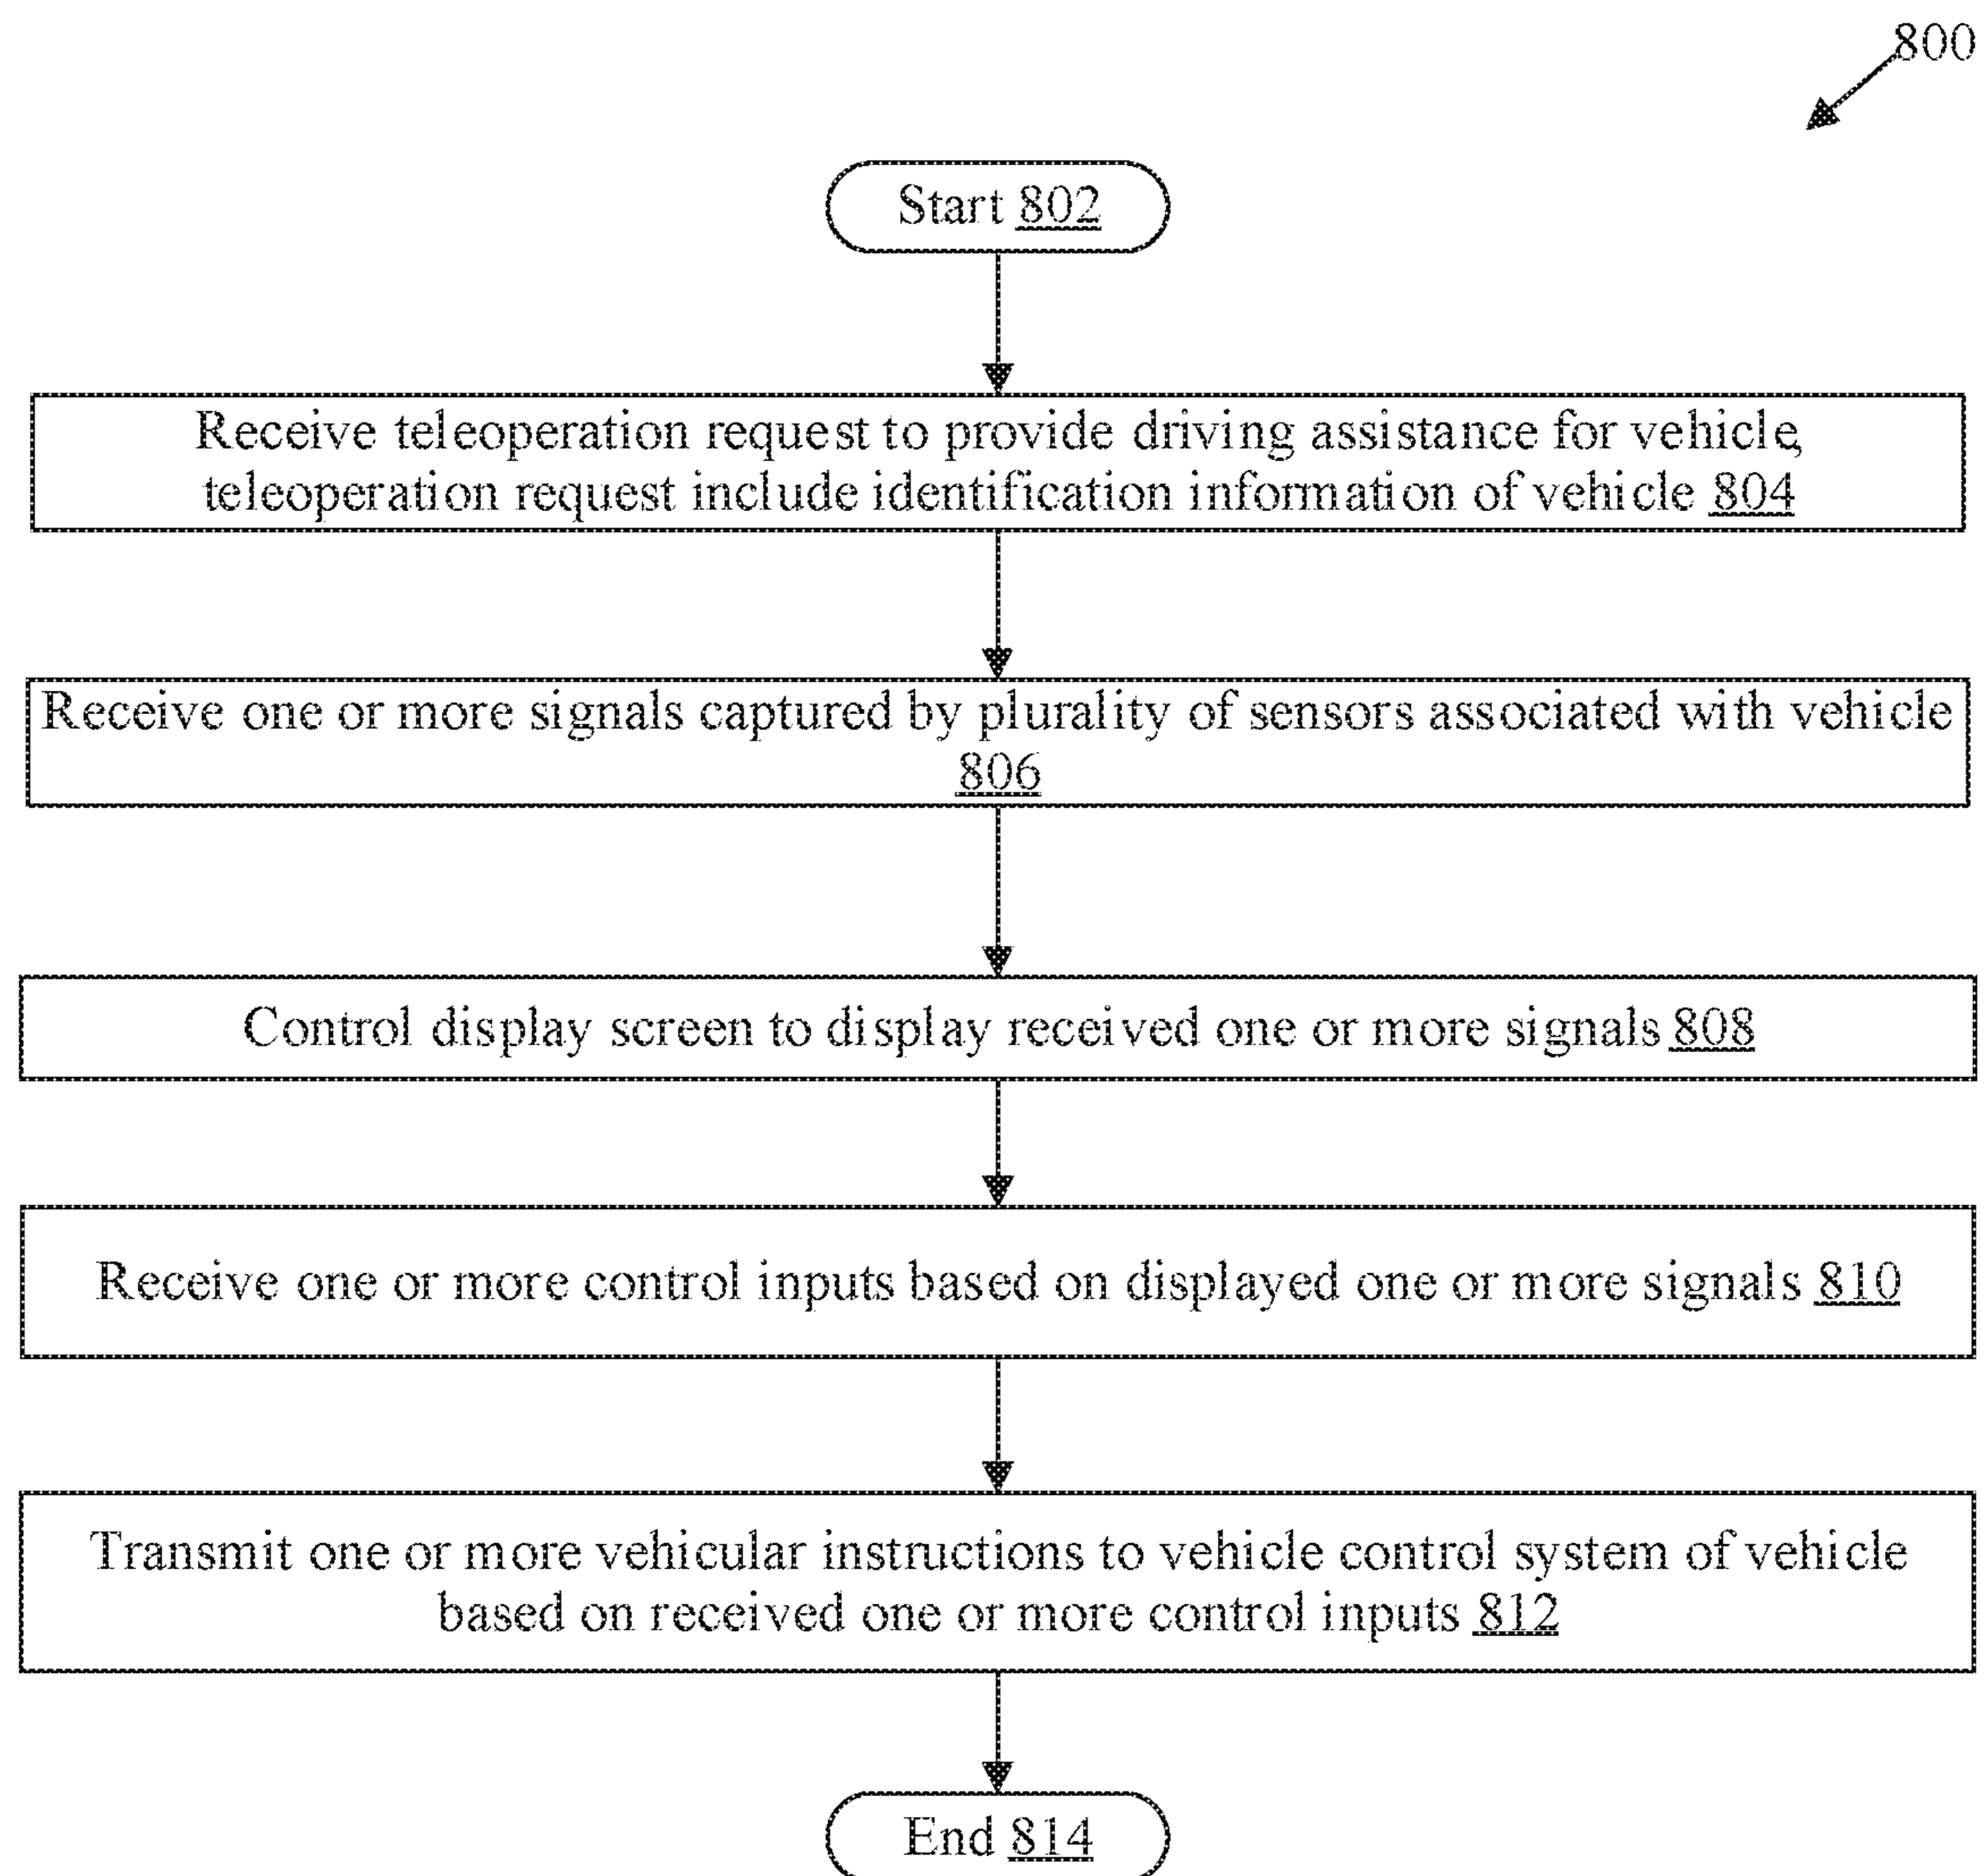 800
Start 802
Receive teleoperation request to provide driving assistance for vehicle,
teleoperation request include identification information of vehicle 804
Receive one or more signals captured by plurality of sensors associated with vehicle
806
Control display screen to display received one or more signals 808
Receive one or more control inputs based on displayed one or more signals 810
Transmit one or more vehicular instructions to vehicle control system of vehicle
based on received one or more control inputs 812
End 814